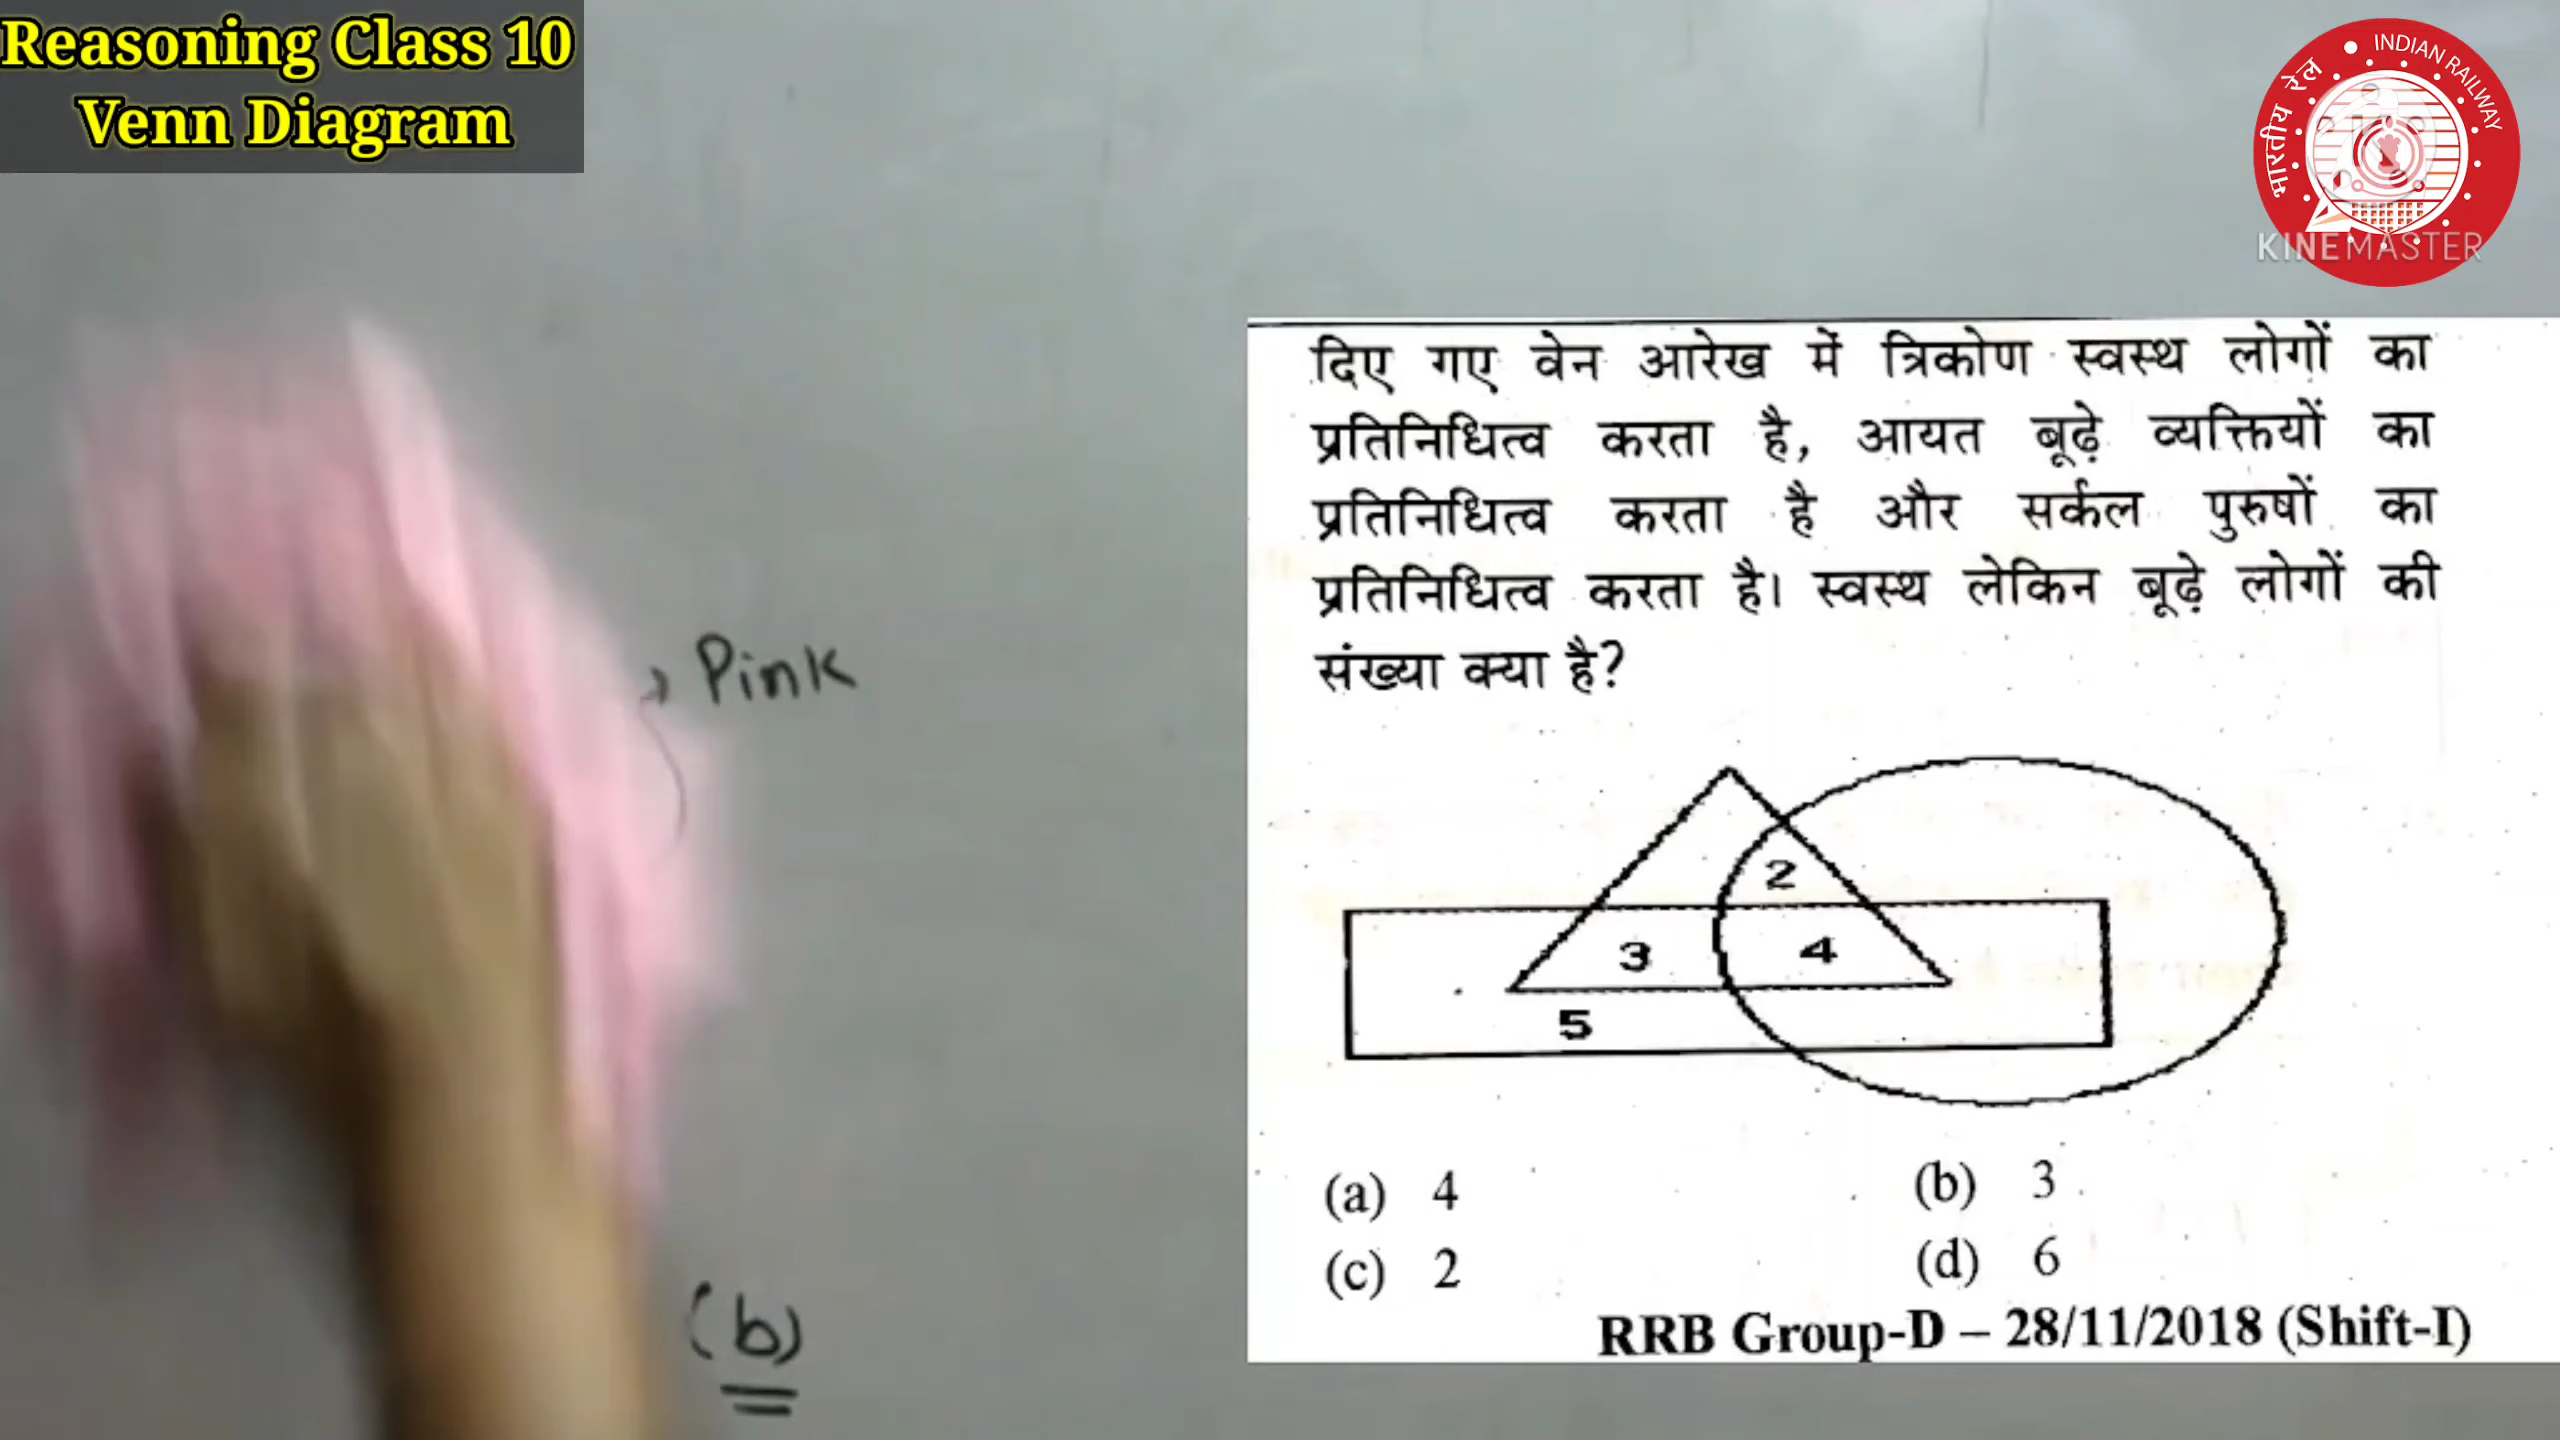 Reasoning Class 10
Venn Diagram
भारतीय रेल
INDIAN RAILWAY
KINEMASTER
दिए गए वेन आरेख में त्रिकोण स्वस्थ लोगों का
प्रतिनिधित्व करता है, आयत बूढ़े व्यक्तियों का
प्रतिनिधित्व करता है और सर्कल पुरुषों का
प्रतिनिधित्व करता है। स्वस्थ लेकिन बूढ़े लोगों की
संख्या क्या है?
Pink
2
3 4
5
(a) 4 (b) 3
(c) 2 (d) 6
(b)
RRB Group-D – 28/11/2018 (Shift-I)